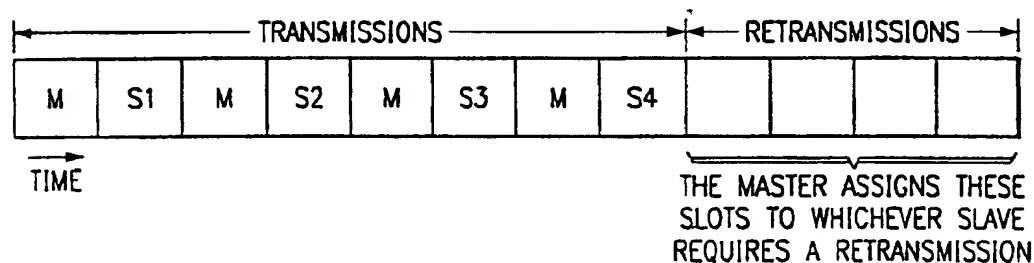 TRANSMISSIONS RETRANSMISSIONS
M S1 M S2 M S3 M S4
TIME
THE MASTER ASSIGNS THESE
SLOTS TO WHICHEVER SLAVE
REQUIRES A RETRANSMISSION